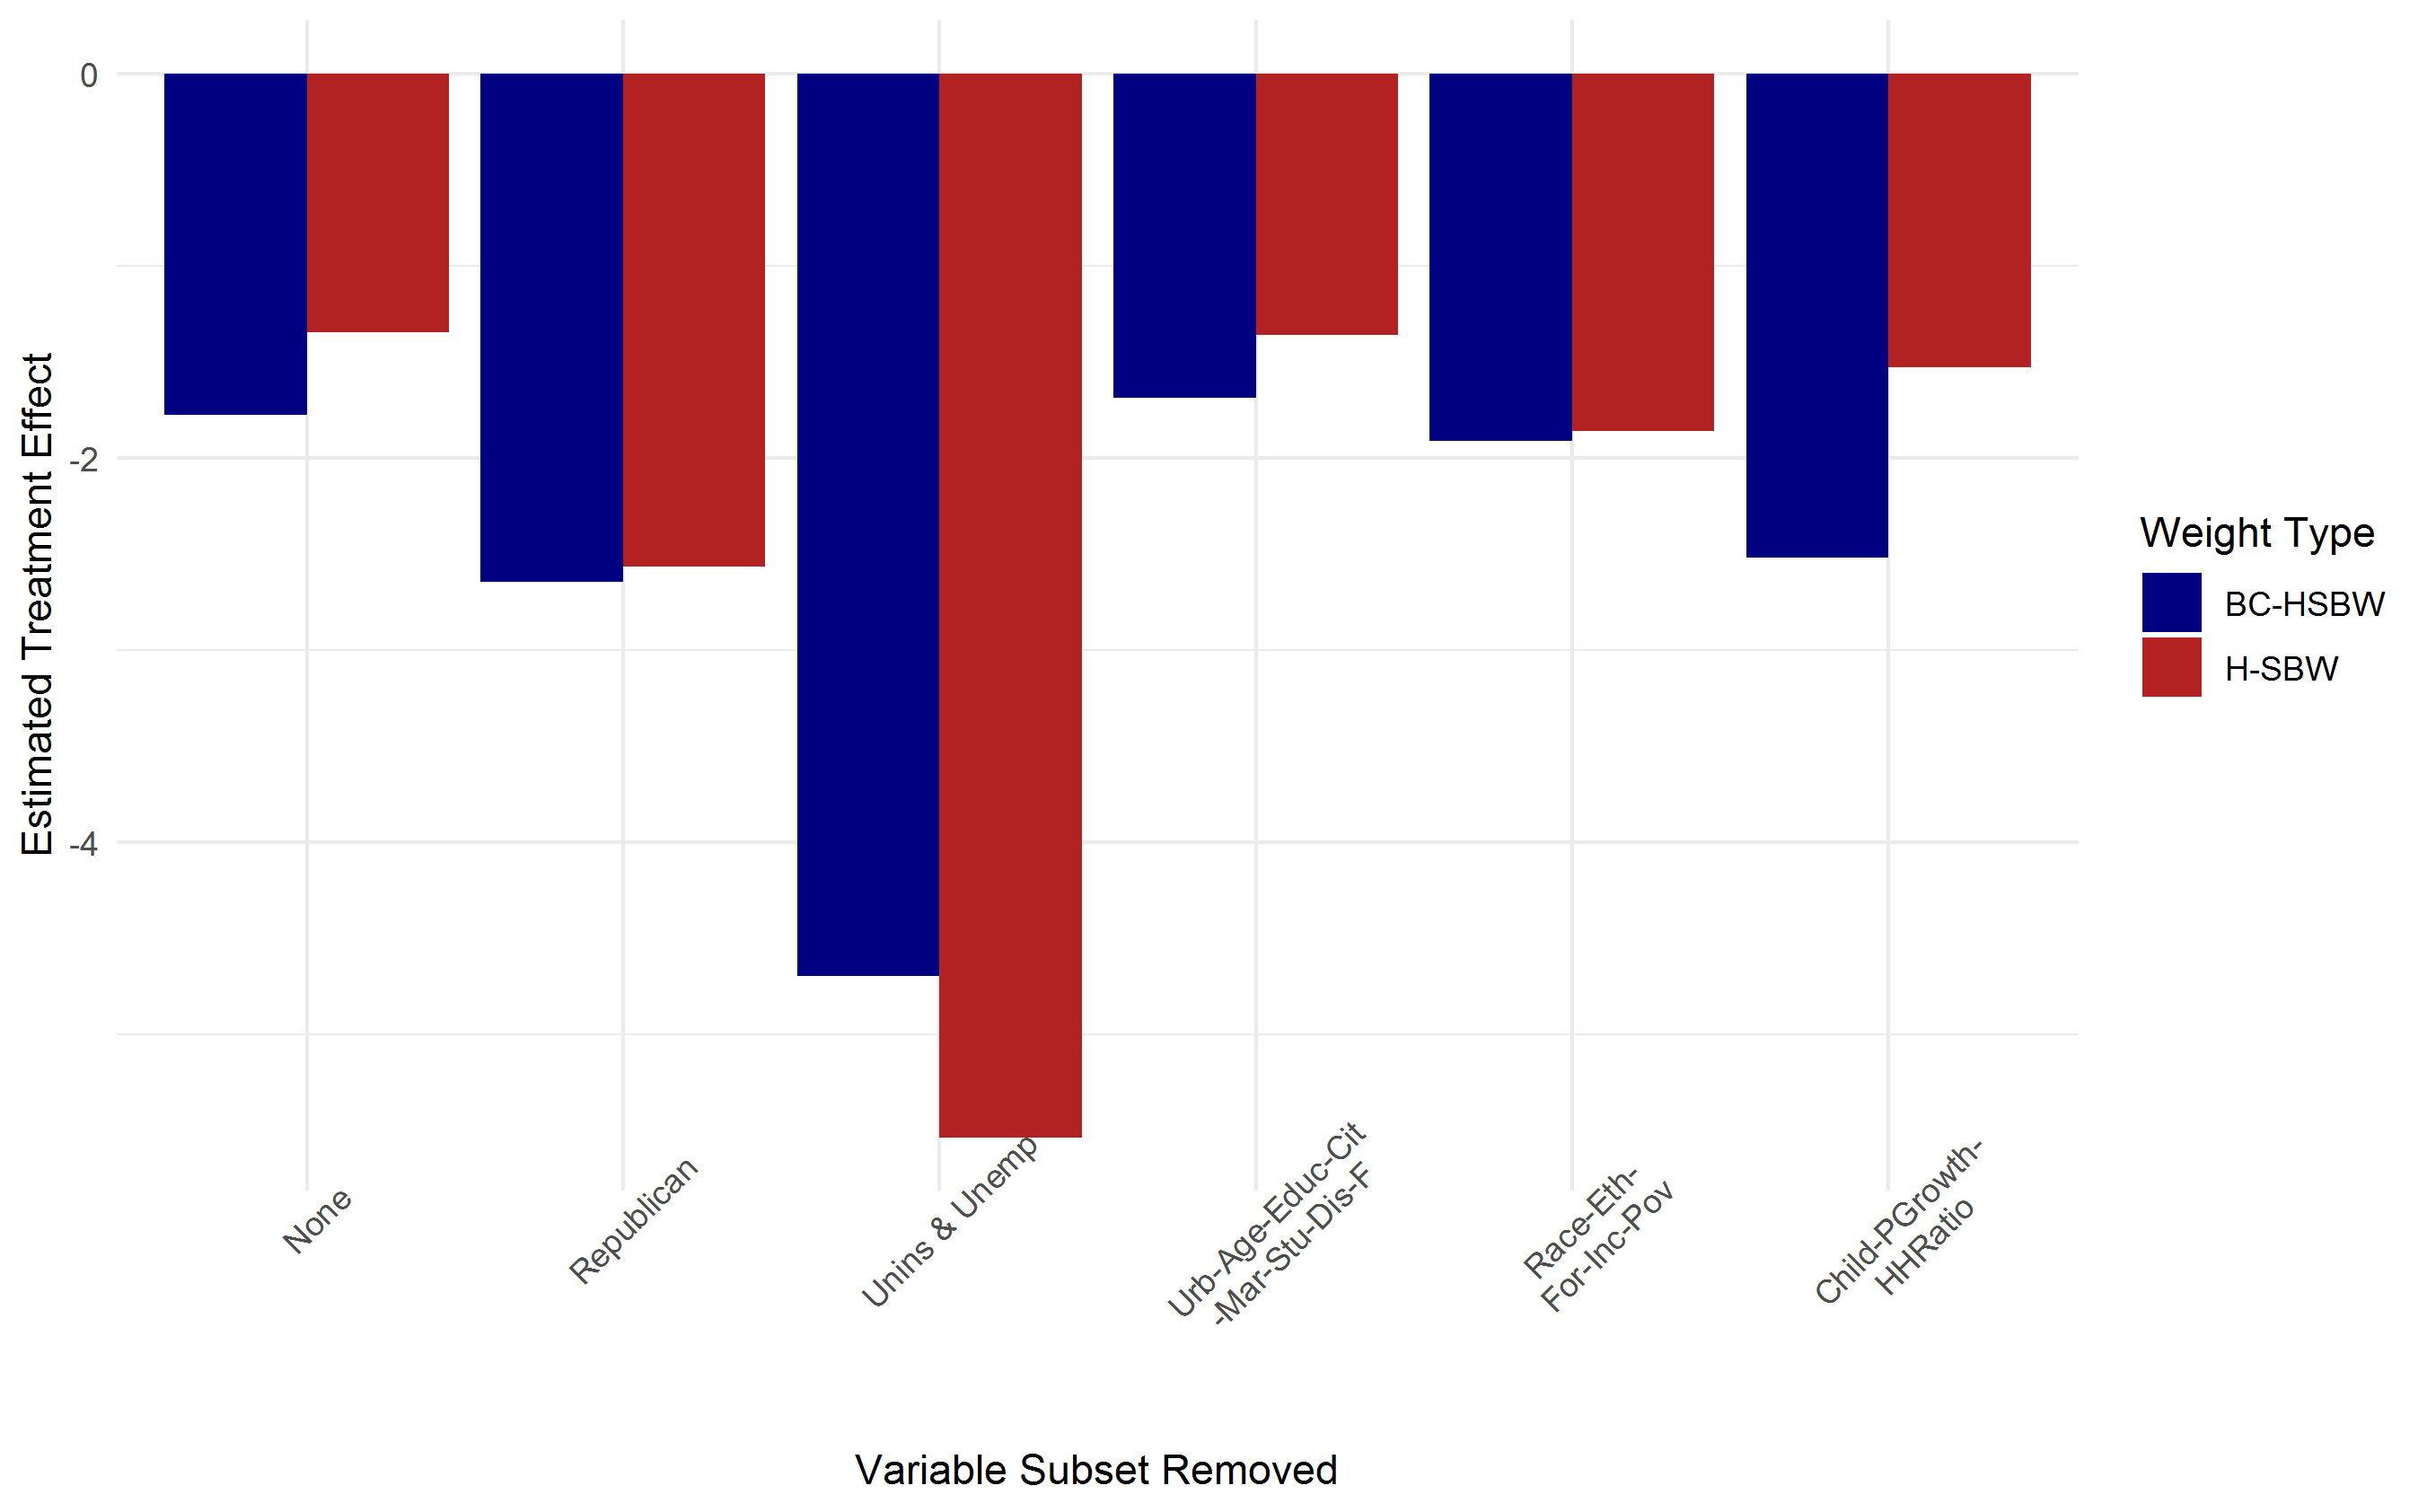 0
-2
-4
Estimated Treatment Effect
None
Republican
Unins & Unemp
Urb-Age-Educ-Cit
-Mar-Stu-Dis-F
Race-Eth-
For-Inc-Pov
Child-PGrowth-
HHRatio
Variable Subset Removed
Weight Type
BC-HSBW
H-SBW